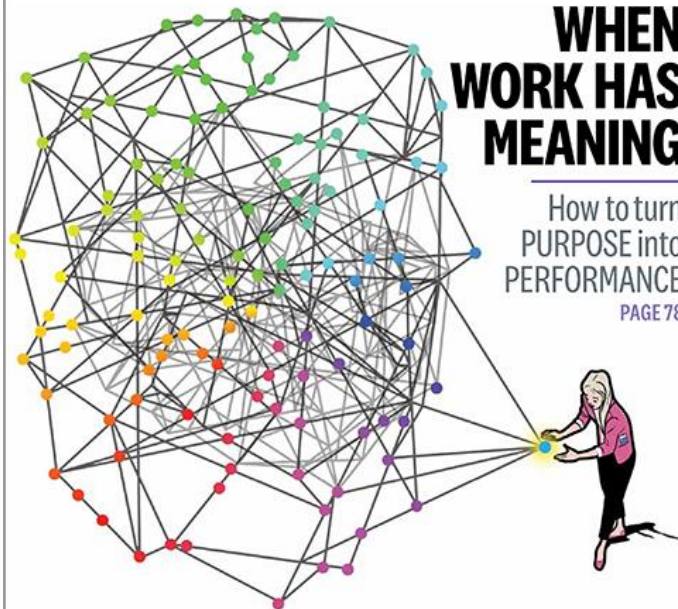 WHEN
WORK HAS
MEANING
How to turn
PURPOSE into
PERFORMANCE
PAGE 78